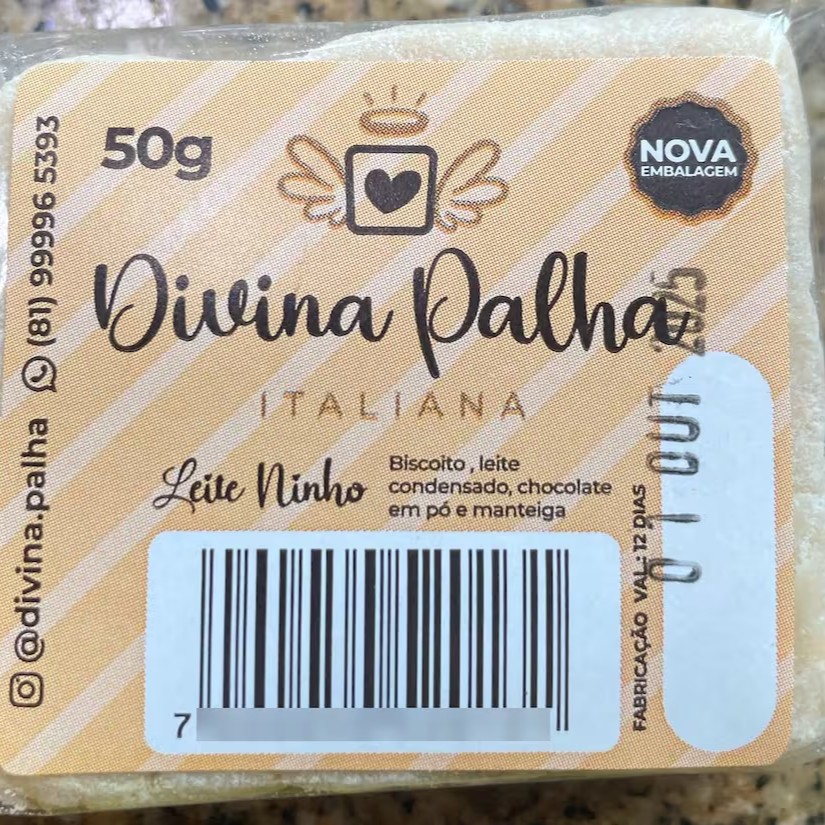 50g
NOVA
EMBALAGEM
Divina Palha
ITALIANA
Leite Ninho
Biscoito , leite
condensado, chocolate
em pó e manteiga
7
@divina.palha (81) 99996 5393
FABRICAÇÃO VAL.: 12 DIAS
01 OUT 2025